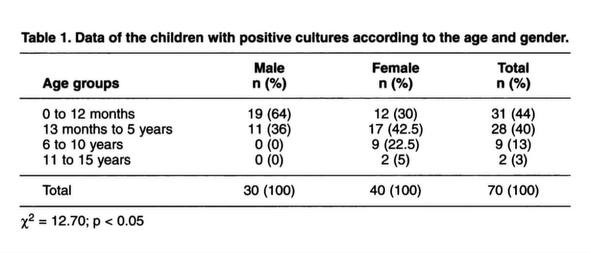 Table 1. Data of the children with positive cultures according to the age and gender.
Male Female Total
Age groups n (%) n (%) n (%)
0 to 12 months 19 (64) 12 (30) 31 (44)
13 months to 5 years 11 (36) 17 (42.5) 28 (40)
6 to 10 years 0 (0) 9 (22.5) 9 (13)
11 to 15 years 0 (0) 2 (5) 2 (3)
Total 30 (100) 40 (100) 70 (100)
χ² = 12.70; p < 0.05